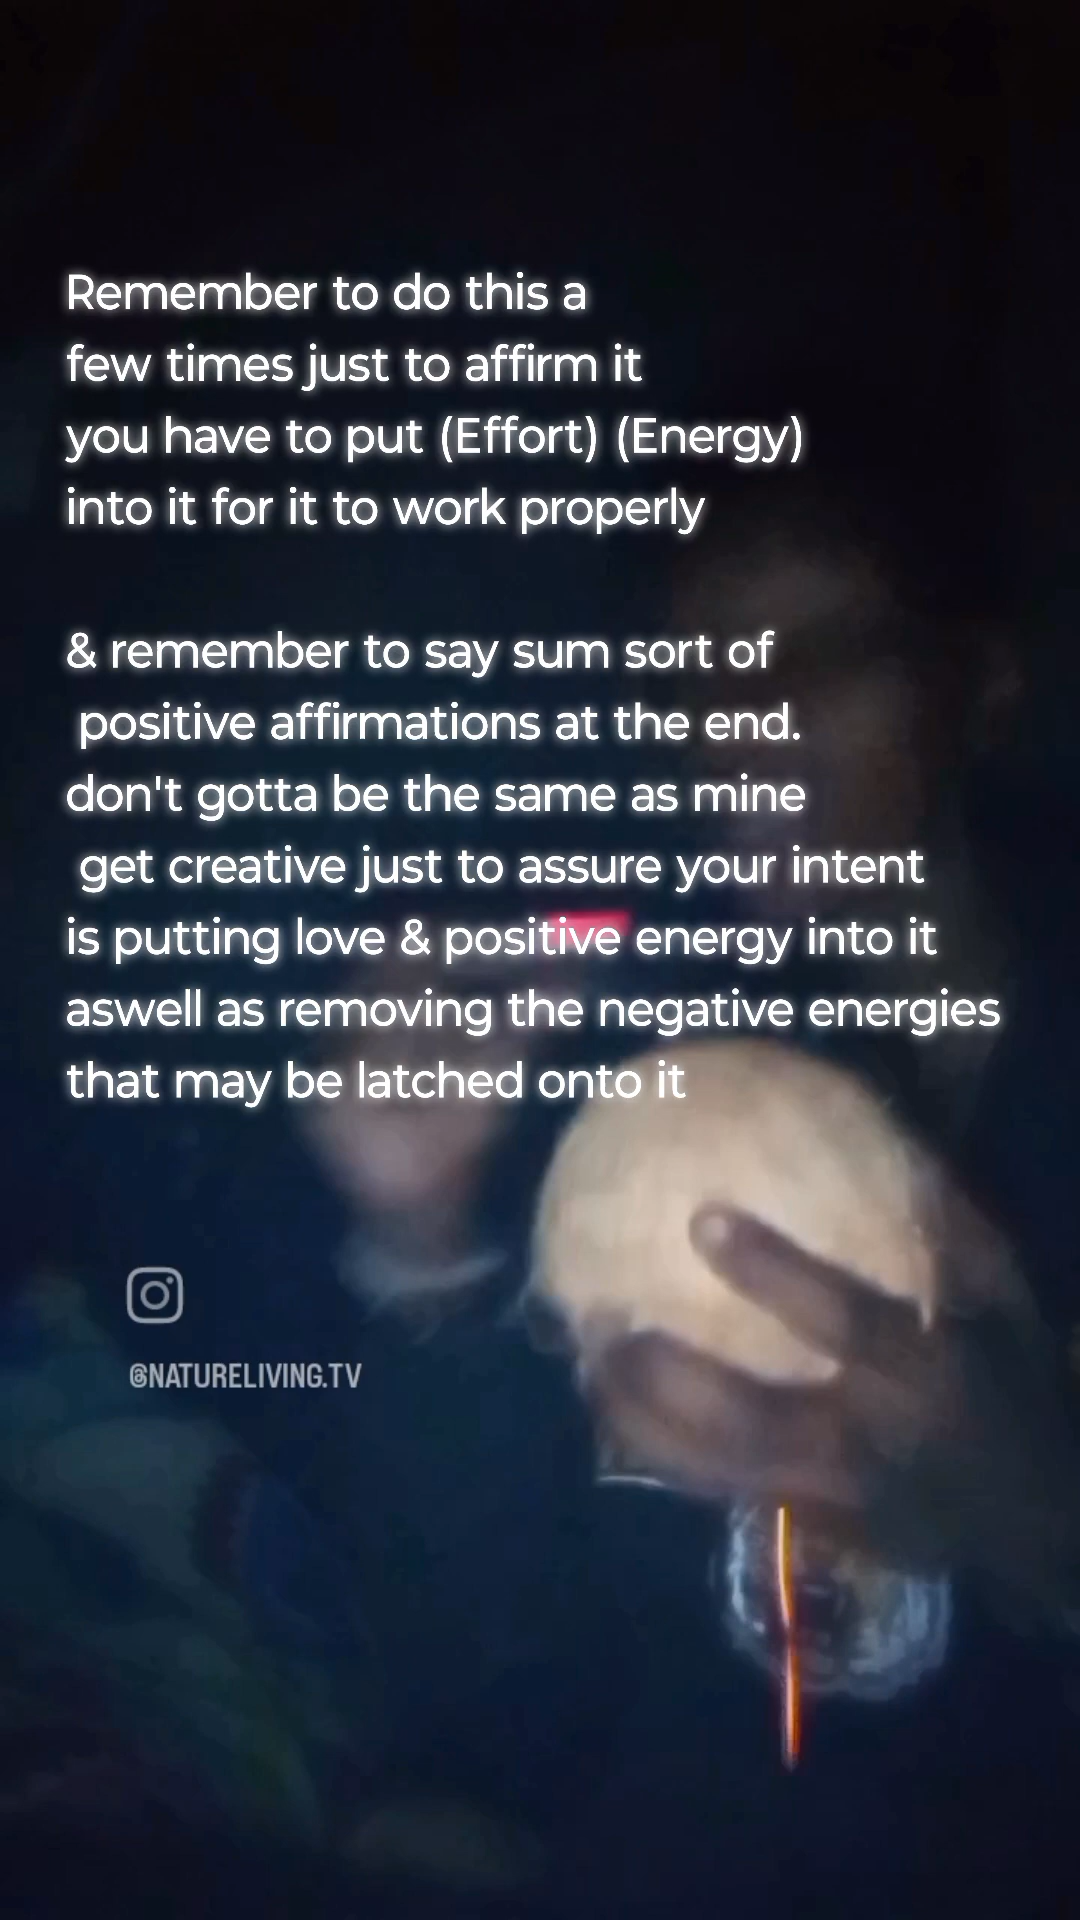 Remember to do this a
few times just to affirm it
you have to put (Effort) (Energy)
into it for it to work properly
& remember to say sum sort of
positive affirmations at the end.
don't gotta be the same as mine
get creative just to assure your intent
is putting love & positive energy into it
aswell as removing the negative energies
that may be latched onto it
@NATURELIVING.TV